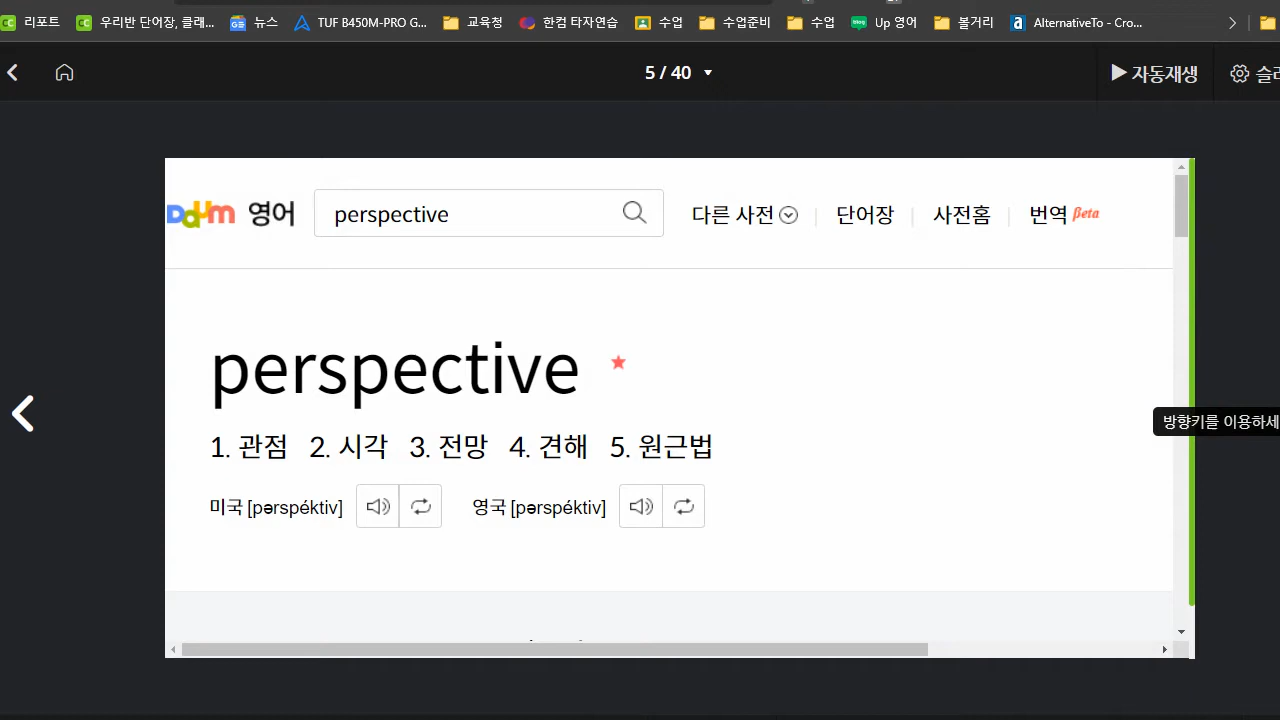 리포트 우리반 단어장, 클래... 뉴스 TUF B450M-PRO G... 교육청 한컴 타자연습 수업 수업준비 수업 Up 영어 볼거리 AlternativeTo - Cro...
5 / 40 자동재생
Daum 영어 perspective 다른 사전 단어장 사전홈 번역 βeta
perspective
1. 관점 2. 시각 3. 전망 4. 견해 5. 원근법
방향키를 이용하세
미국 [pərspéktiv] 영국 [pərspéktiv]